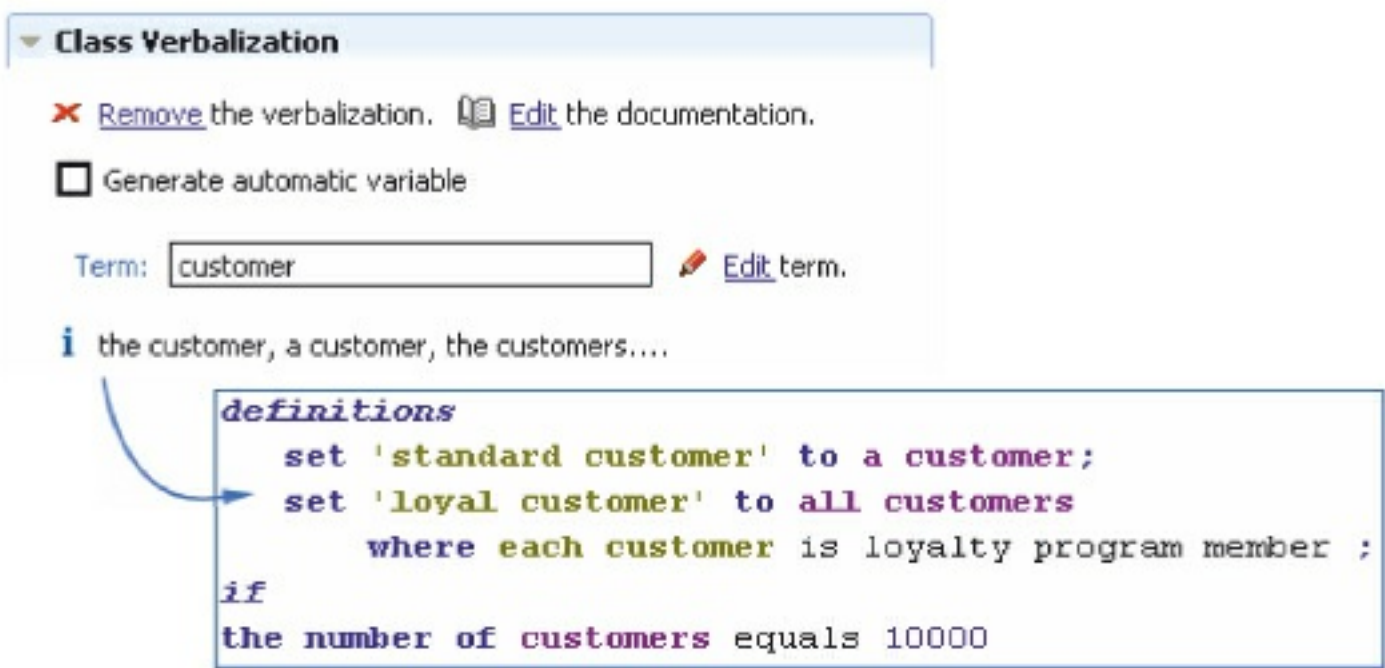 Class Verbalization
Remove the verbalization. Edit the documentation.
Generate automatic variable
Term: customer Edit term.
i the customer, a customer, the customers....
definitions
set 'standard customer' to a customer;
set 'loyal customer' to all customers
where each customer is loyalty program member ;
if
the number of customers equals 10000